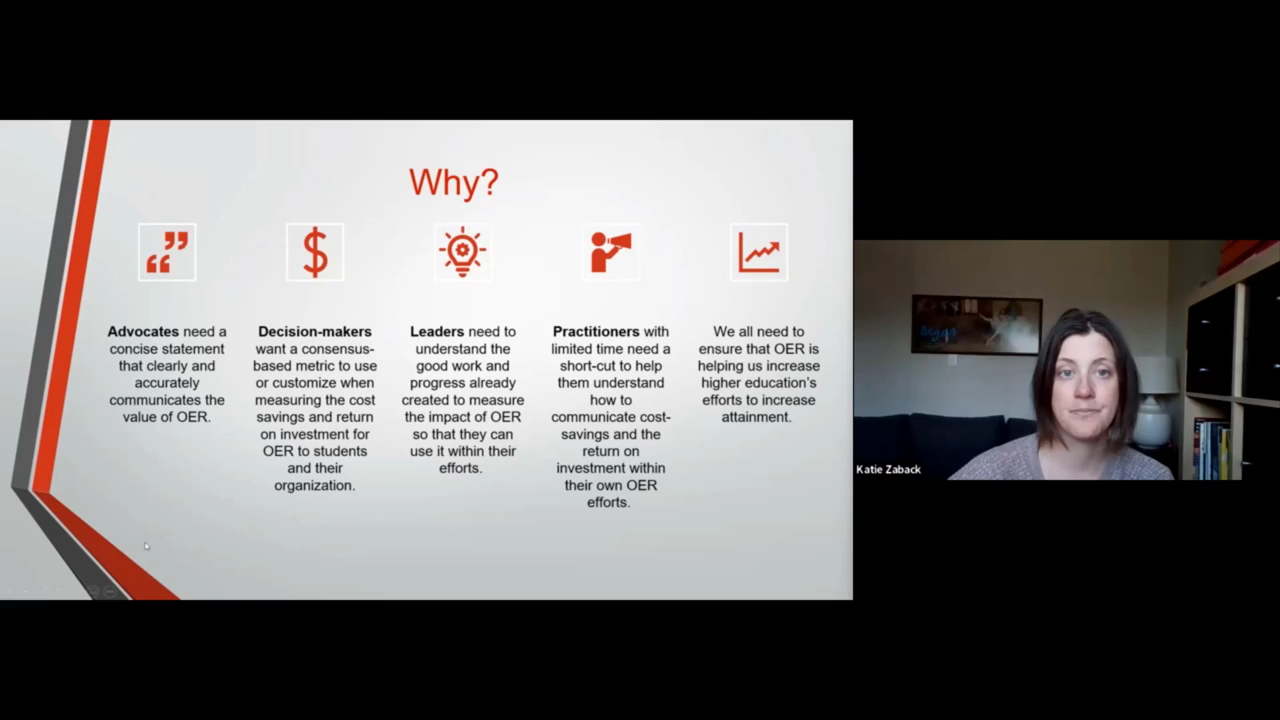 Why?
Advocates need a
concise statement
that clearly and
accurately
communicates the
value of OER.
Decision-makers
want a consensus-
based metric to use
or customize when
measuring the cost
savings and return
on investment for
OER to students
and their
organization.
Leaders need to
understand the
good work and
progress already
created to measure
the impact of OER
so that they can
use it within their
efforts.
Practitioners with
limited time need a
short-cut to help
them understand
how to
communicate cost-
savings and the
return on
investment within
their own OER
efforts.
We all need to
ensure that OER is
helping us increase
higher education's
efforts to increase
attainment.
Katie Zaback